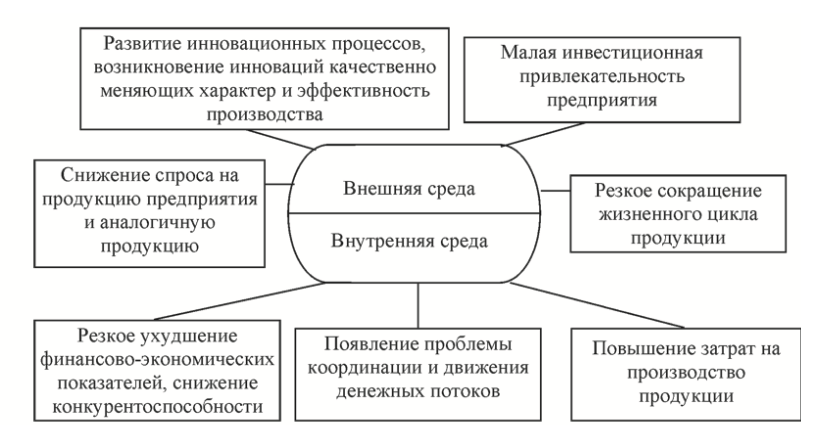 Развитие инновационных процессов,
возникновение инноваций качественно
меняющих характер и эффективность
производства
Малая инвестиционная
привлекательность
предприятия
Снижение спроса на
продукцию предприятия
и аналогичную
продукцию
Внешняя среда
Внутренняя среда
Резкое сокращение
жизненного цикла
продукции
Резкое ухудшение
финансово-экономических
показателей, снижение
конкурентоспособности
Появление проблемы
координации и движения
денежных потоков
Повышение затрат на
производство
продукции